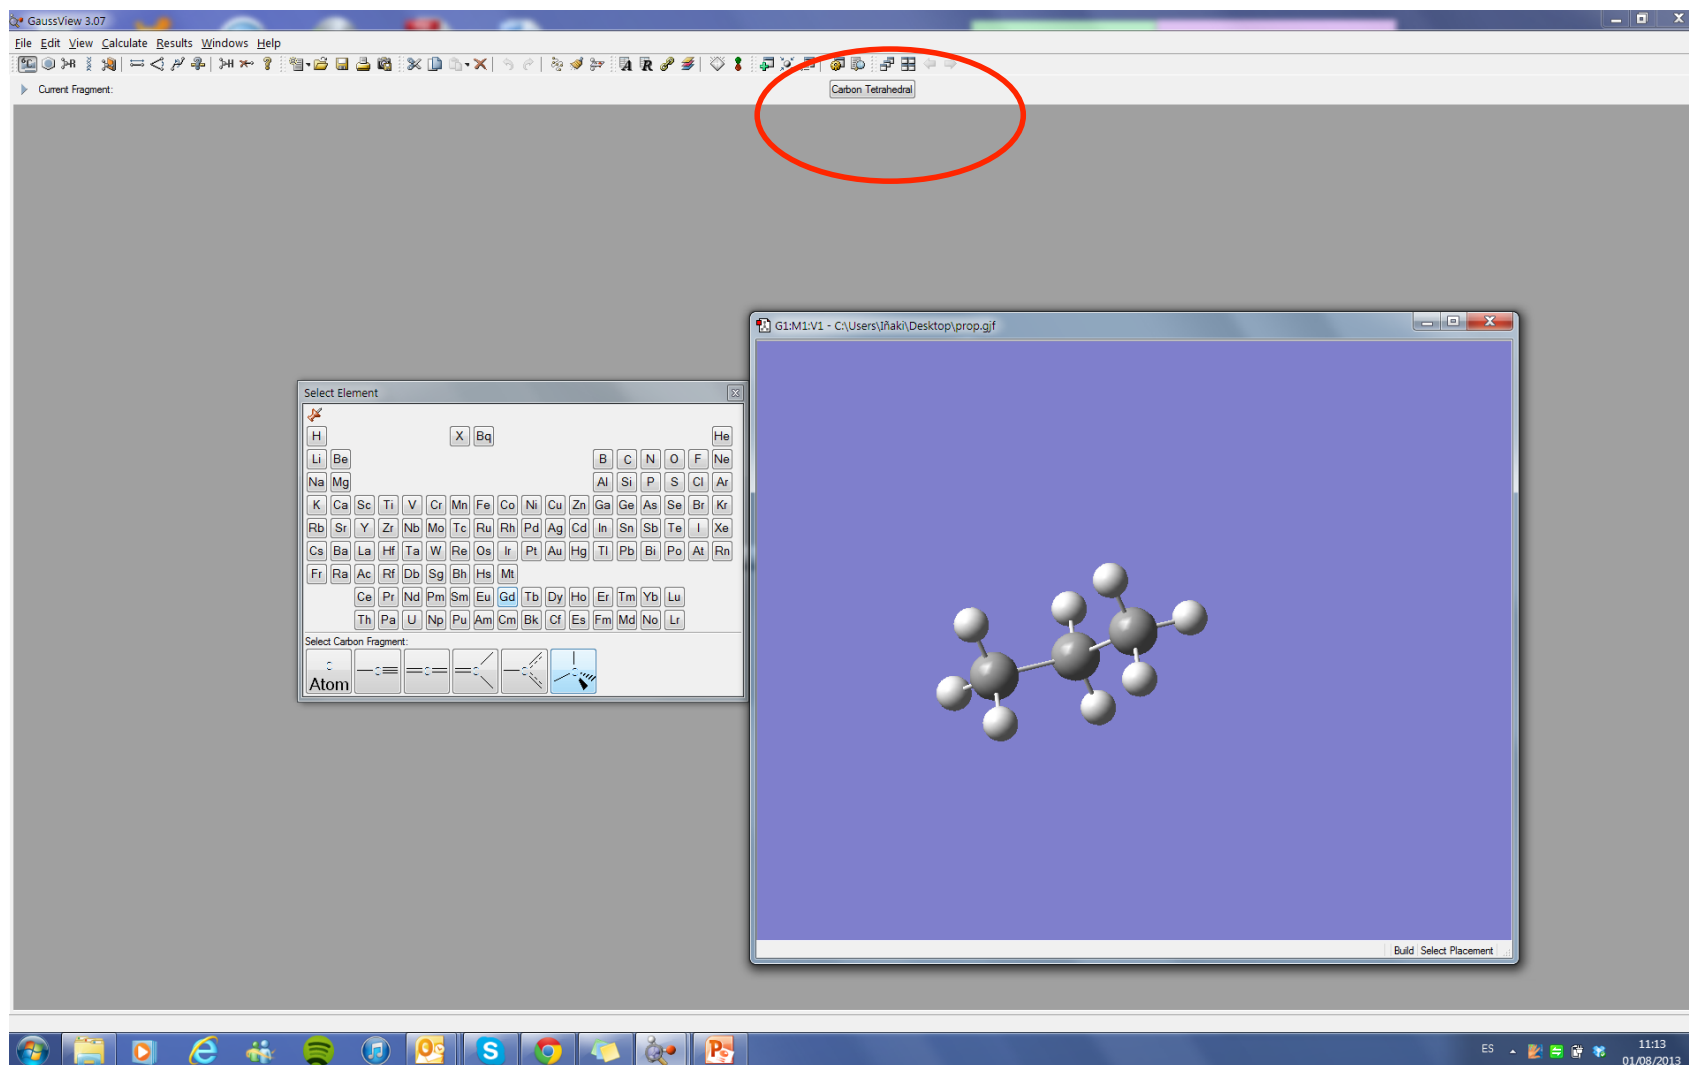 GaussView 3.07
File Edit View Calculate Results Windows Help
Current Fragment:
Carbon Tetrahedral
G1:M1:V1 - C:\Users\Iñaki\Desktop\prop.gjf
Select Element
H X Bq He
Li Be B C N O F Ne
Na Mg Al Si P S Cl Ar
K Ca Sc Ti V Cr Mn Fe Co Ni Cu Zn Ga Ge As Se Br Kr
Rb Sr Y Zr Nb Mo Tc Ru Rh Pd Ag Cd In Sn Sb Te I Xe
Cs Ba La Hf Ta W Re Os Ir Pt Au Hg Tl Pb Bi Po At Rn
Fr Ra Ac Rf Db Sg Bh Hs Mt
Ce Pr Nd Pm Sm Eu Gd Tb Dy Ho Er Tm Yb Lu
Th Pa U Np Pu Am Cm Bk Cf Es Fm Md No Lr
Select Carbon Fragment:
C
Atom
Build Select Placement
ES
11:13
01/08/2013